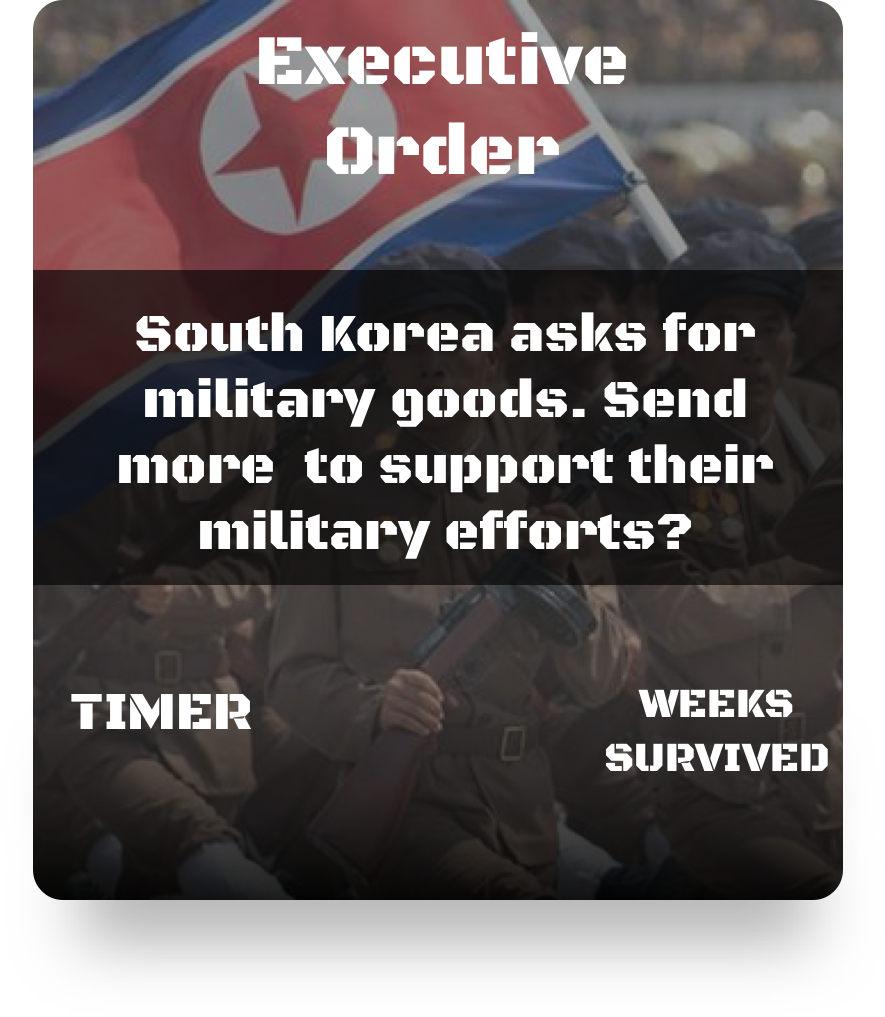 Executive
Order
South Korea asks for
military goods. Send
more  to support their
military efforts?
TIMER
WEEKS
SURVIVED